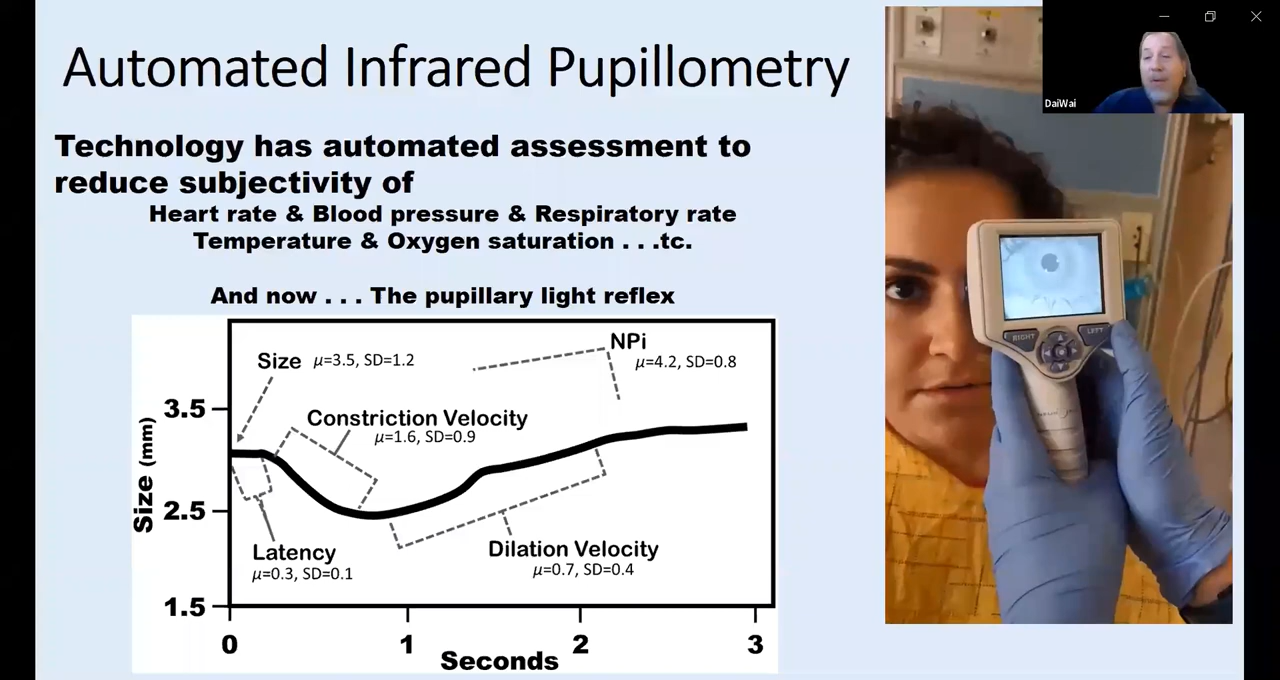 Automated Infrared Pupillometry
DaiWai
Technology has automated assessment to
reduce subjectivity of
Heart rate & Blood pressure & Respiratory rate
Temperature & Oxygen saturation . . .tc.
And now . . . The pupillary light reflex
RIGHT
LEFT
NPi
μ=4.2, SD=0.8
Size μ=3.5, SD=1.2
3.5
Constriction Velocity
μ=1.6, SD=0.9
Size (mm)
2.5
Latency
μ=0.3, SD=0.1
Dilation Velocity
μ=0.7, SD=0.4
1.5
0 1 2 3
Seconds